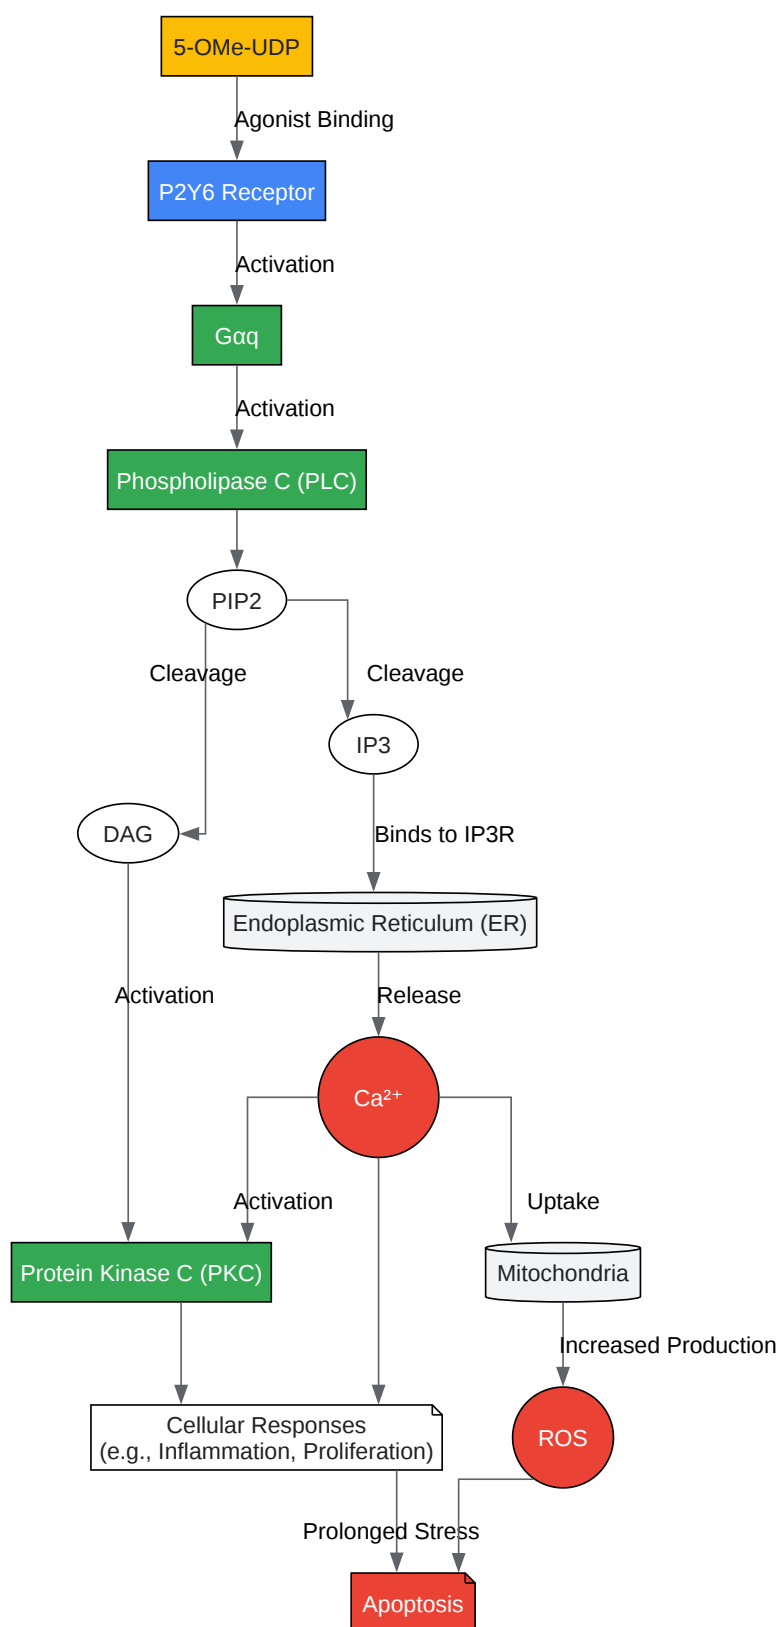 5-OMe-UDP
Agonist Binding
P2Y6 Receptor
Activation
Gαq
Activation
Phospholipase C (PLC)
PIP2
Cleavage
Cleavage
IP3
DAG
Binds to IP3R
Endoplasmic Reticulum (ER)
Activation
Release
Ca²⁺
Activation
Uptake
Protein Kinase C (PKC)
Mitochondria
Increased Production
Cellular Responses
(e.g., Inflammation, Proliferation)
ROS
Prolonged Stress
Apoptosis